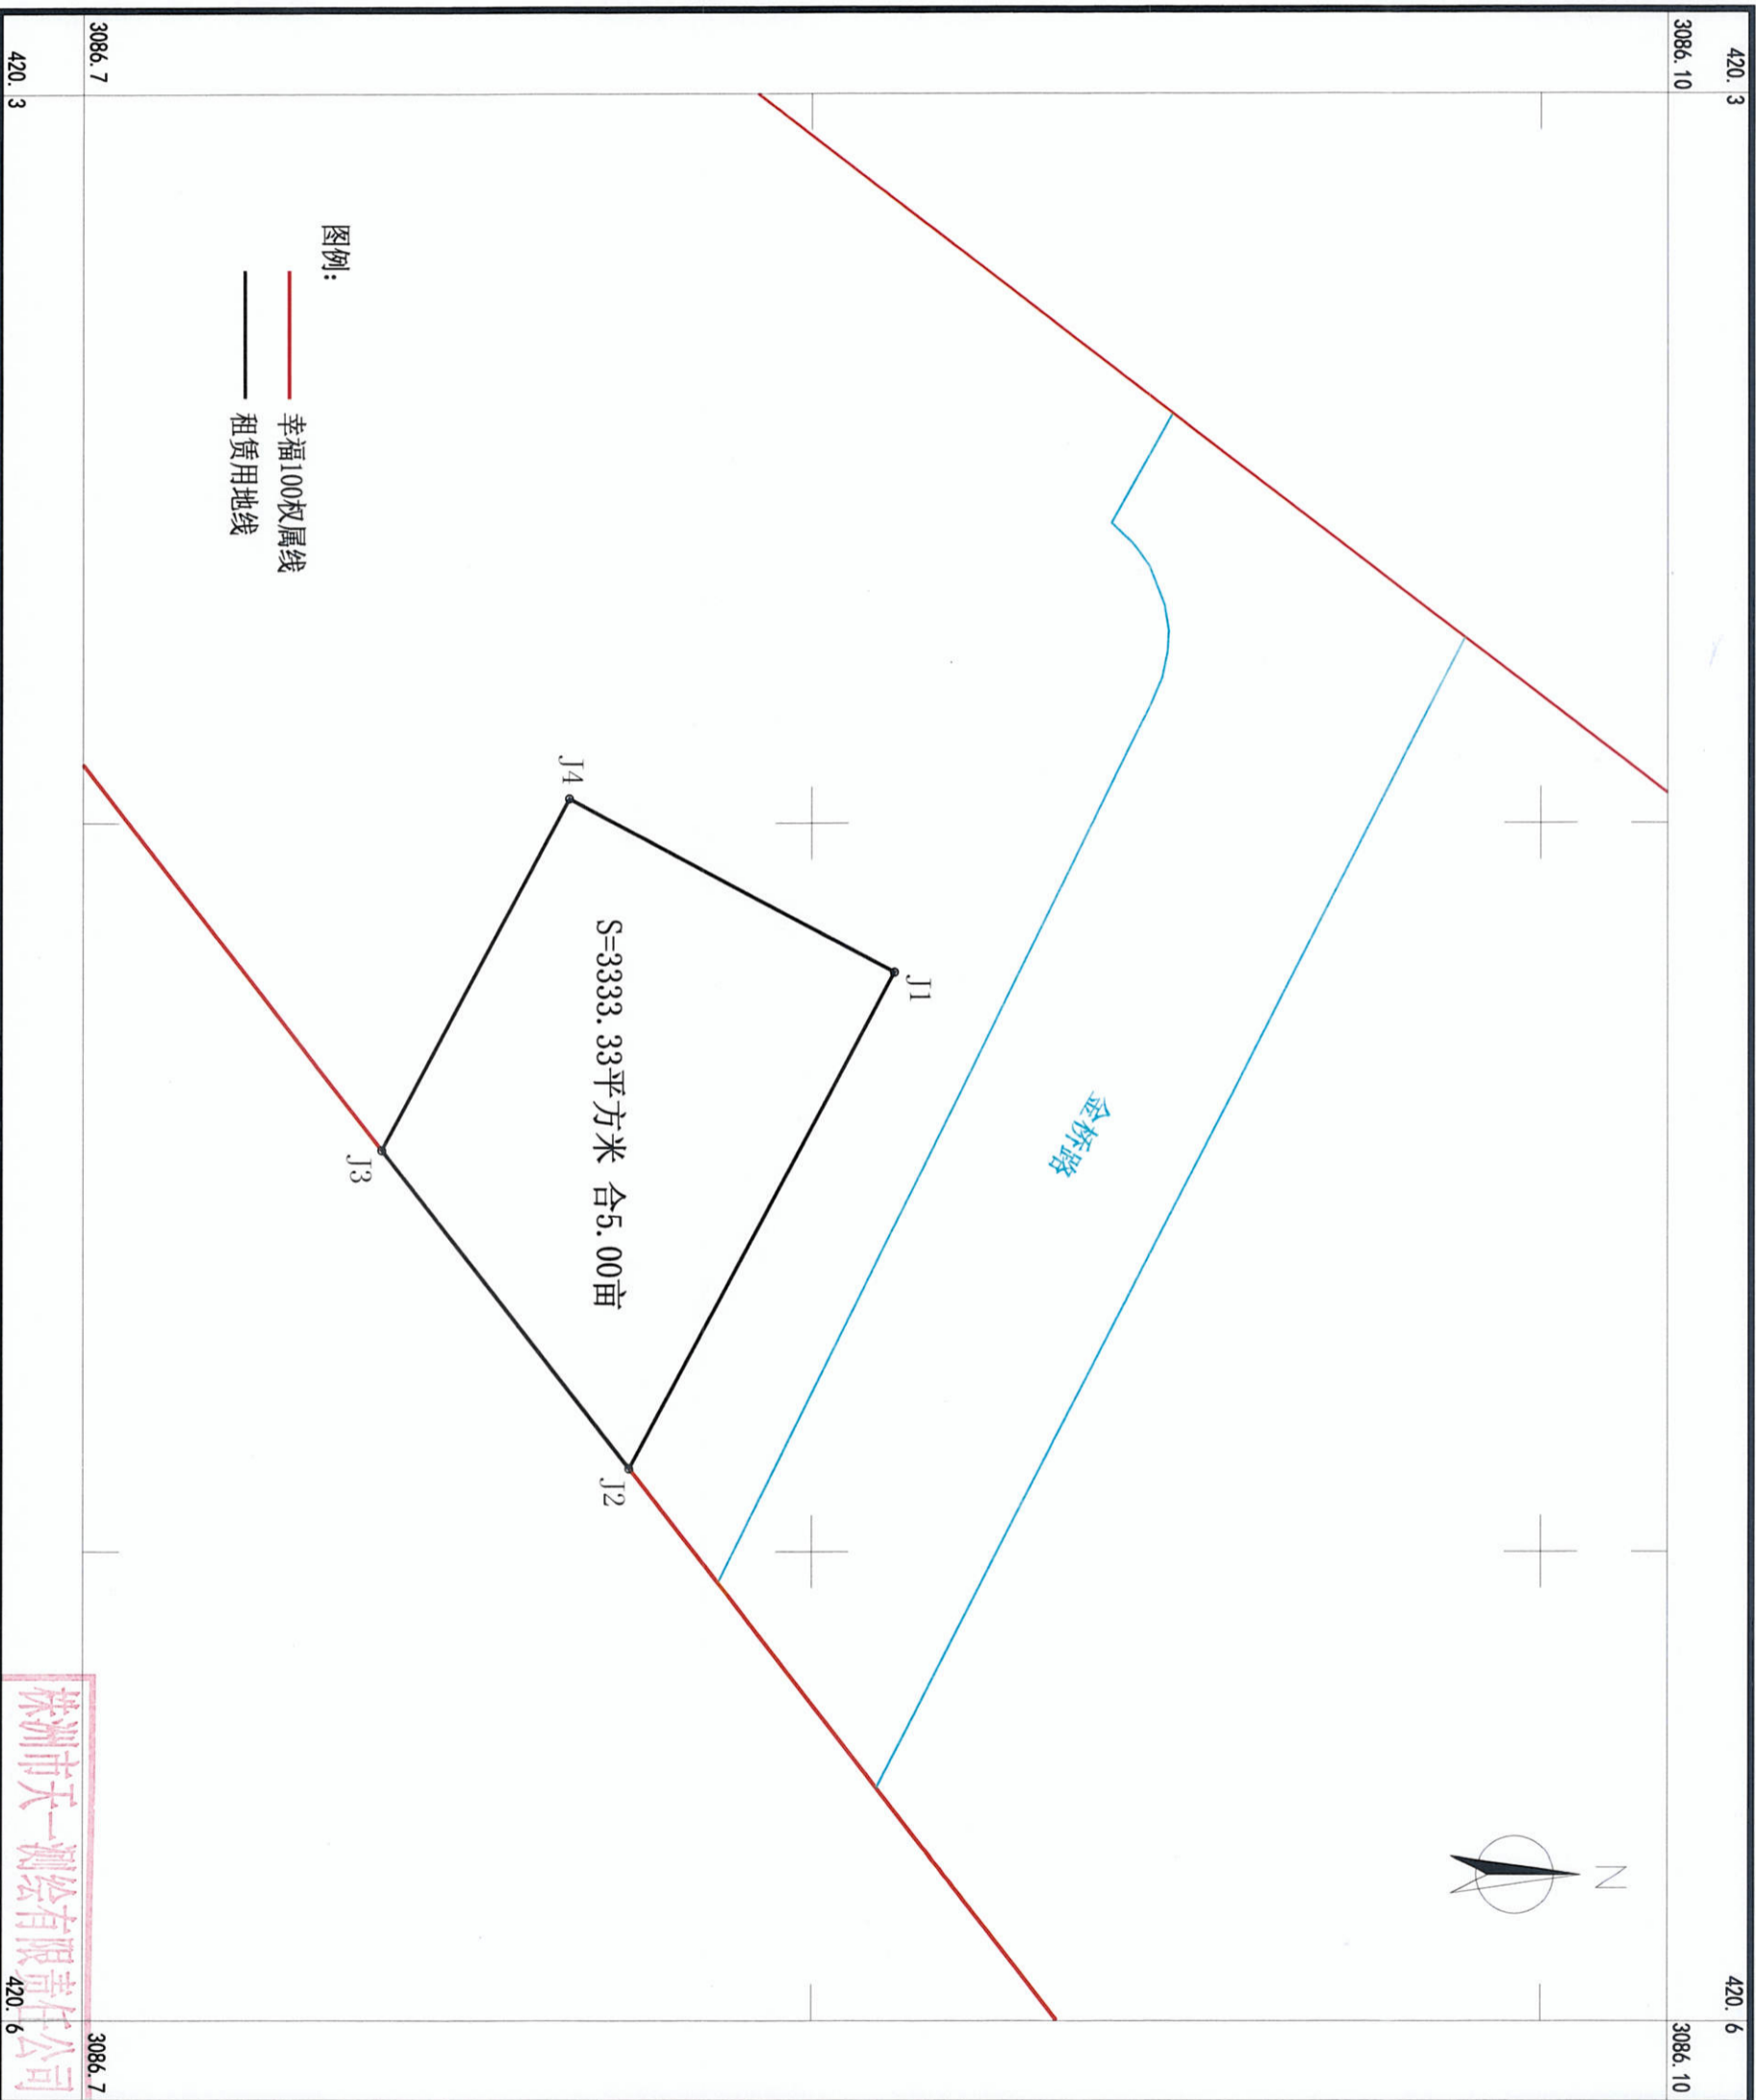 420.3
3086.10
420.6
3086.10
N
金桥路
J1
S=3333.33平方米 合5.00亩
J4
J2
J3
图例:
幸福100权属线
租赁用地线
3086.7
420.3
3086.7
420.6
株洲市天一测绘有限责任公司